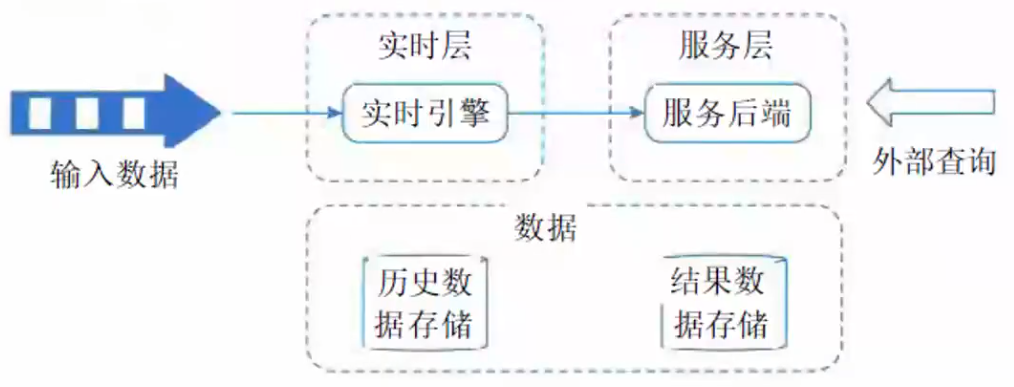 实时层
服务层
实时引擎
服务后端
输入数据
外部查询
数据
历史数
据存储
结果数
据存储